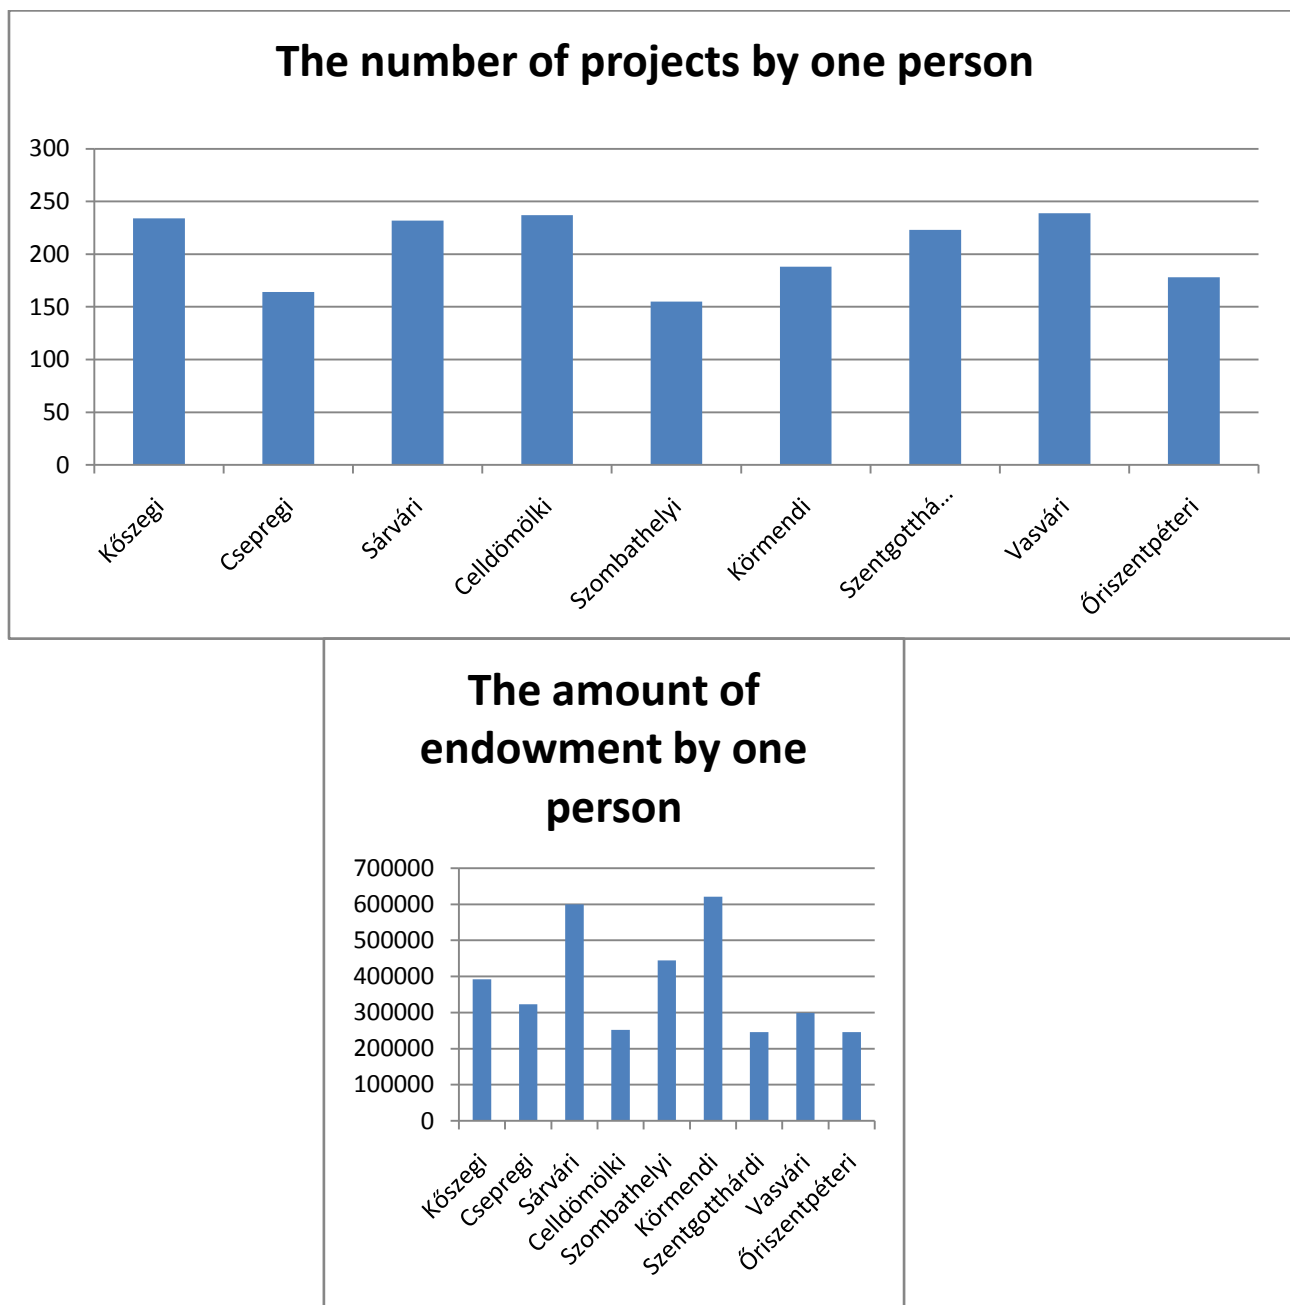 The number of projects by one person
300
250
200
150
100
50
0
Kőszegi
Csepregi
Sárvári
Celldömölki
Szombathelyi
Körmendi
Szentgotthá...
Vasvári
Őriszentpéteri
The amount of
endowment by one
person
700000
600000
500000
400000
300000
200000
100000
0
Kőszegi
Csepregi
Sárvári
Celldömölki
Szombathelyi
Körmendi
Szentgotthárdi
Vasvári
Őriszentpéteri